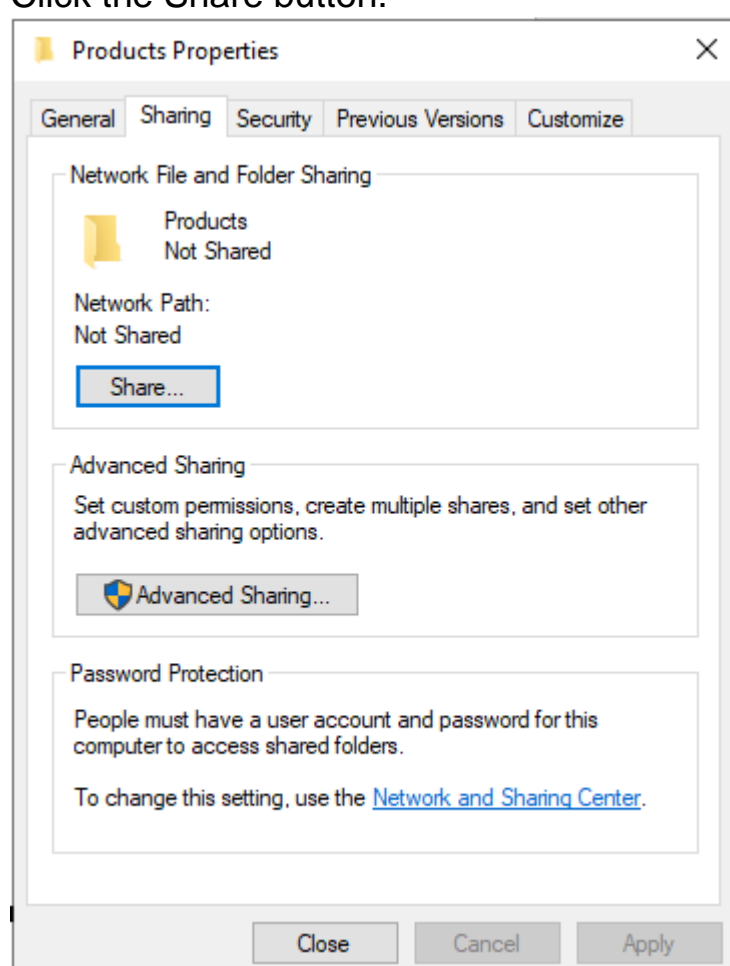 Click the Share button.
Products Properties
General Sharing Security Previous Versions Customize
Network File and Folder Sharing
Products
Not Shared
Network Path:
Not Shared
Share...
Advanced Sharing
Set custom permissions, create multiple shares, and set other
advanced sharing options.
Advanced Sharing...
Password Protection
People must have a user account and password for this
computer to access shared folders.
To change this setting, use the Network and Sharing Center.
Close Cancel Apply